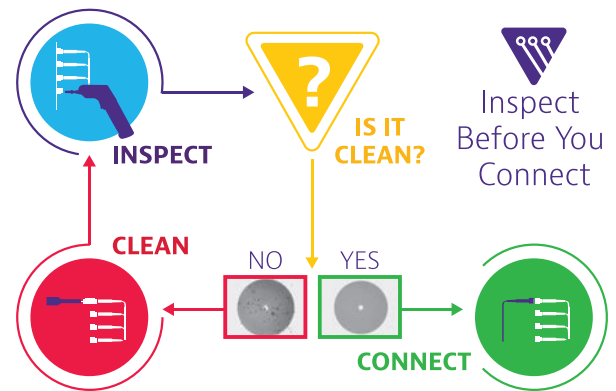 INSPECT
?
IS IT
CLEAN?
Inspect
Before You
Connect
CLEAN
NO
YES
CONNECT